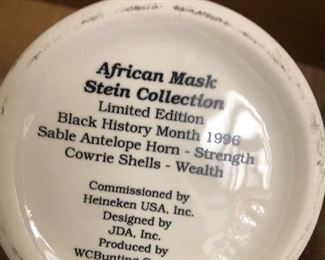 African Mask
Stein Collection
Limited Edition
Black History Month 1996
Sable Antelope Horn - Strength
Cowrie Shells - Wealth
Commissioned by
Heineken USA, Inc.
Designed by
JDA, Inc.
Produced by
WCBunting